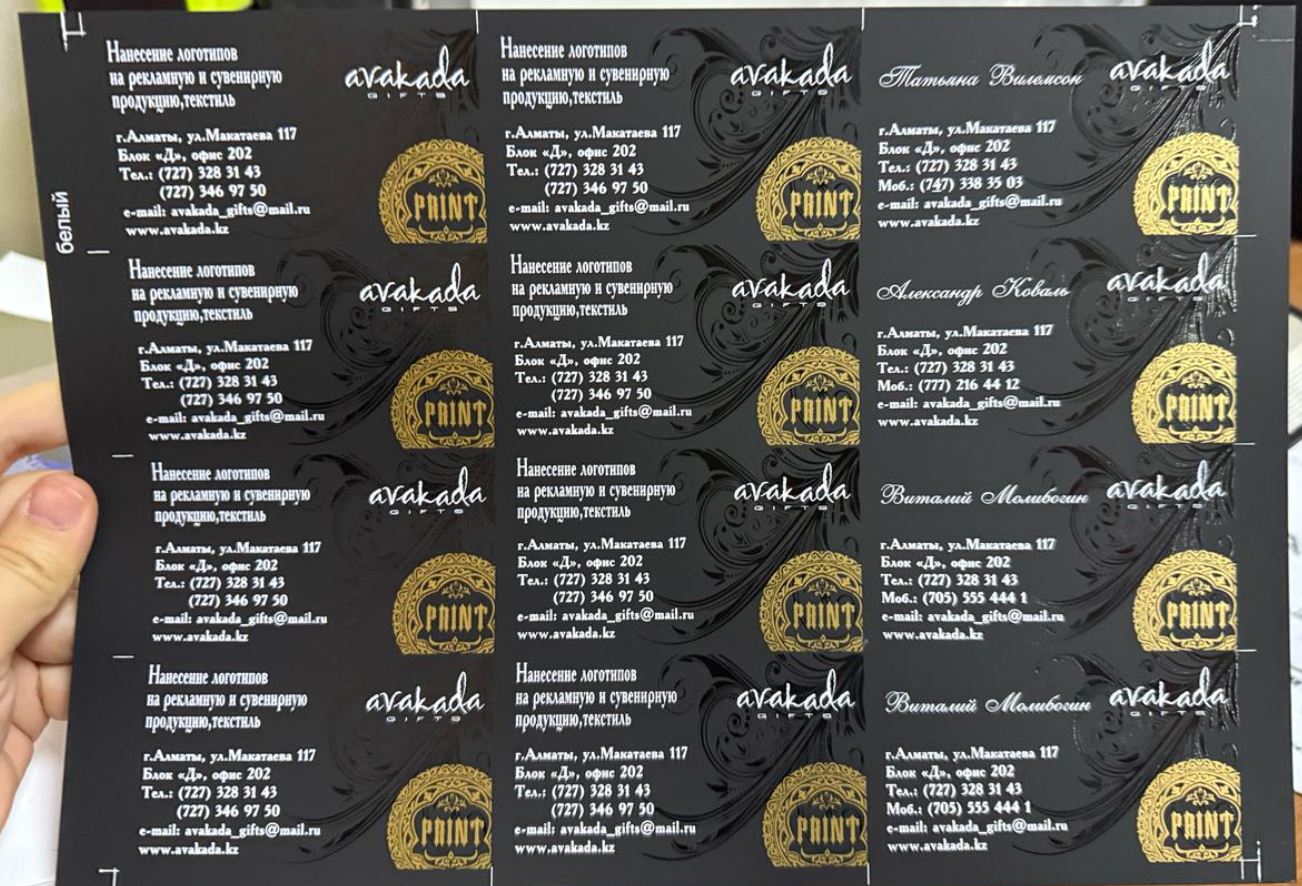 белый
Нанесение логотипов
на рекламную и сувенирную
продукцию,текстиль
avakada
GIFTS
г.Алматы, ул.Макатаева 117
Блок «Д», офис 202
Тел.: (727) 328 31 43
(727) 346 97 50
e-mail: avakada_gifts@mail.ru
www.avakada.kz
PRINT
Нанесение логотипов
на рекламную и сувенирную
продукцию,текстиль
avakada
GIFTS
г.Алматы, ул.Макатаева 117
Блок «Д», офис 202
Тел.: (727) 328 31 43
(727) 346 97 50
e-mail: avakada_gifts@mail.ru
www.avakada.kz
PRINT
Татьяна Вилемсон
avakada
GIFTS
г.Алматы, ул.Макатаева 117
Блок «Д», офис 202
Тел.: (727) 328 31 43
Моб.: (747) 338 35 03
e-mail: avakada_gifts@mail.ru
www.avakada.kz
PRINT
Нанесение логотипов
на рекламную и сувенирную
продукцию,текстиль
avakada
GIFTS
г.Алматы, ул.Макатаева 117
Блок «Д», офис 202
Тел.: (727) 328 31 43
(727) 346 97 50
e-mail: avakada_gifts@mail.ru
www.avakada.kz
PRINT
Нанесение логотипов
на рекламную и сувенирную
продукцию,текстиль
avakada
GIFTS
г.Алматы, ул.Макатаева 117
Блок «Д», офис 202
Тел.: (727) 328 31 43
(727) 346 97 50
e-mail: avakada_gifts@mail.ru
www.avakada.kz
PRINT
Александр Коваль
avakada
GIFTS
г.Алматы, ул.Макатаева 117
Блок «Д», офис 202
Тел.: (727) 328 31 43
Моб.: (777) 216 44 12
e-mail: avakada_gifts@mail.ru
www.avakada.kz
PRINT
Нанесение логотипов
на рекламную и сувенирную
продукцию,текстиль
avakada
GIFTS
г.Алматы, ул.Макатаева 117
Блок «Д», офис 202
Тел.: (727) 328 31 43
(727) 346 97 50
e-mail: avakada_gifts@mail.ru
www.avakada.kz
PRINT
Нанесение логотипов
на рекламную и сувенирную
продукцию,текстиль
avakada
GIFTS
г.Алматы, ул.Макатаева 117
Блок «Д», офис 202
Тел.: (727) 328 31 43
(727) 346 97 50
e-mail: avakada_gifts@mail.ru
www.avakada.kz
PRINT
Виталий Моливогин
avakada
GIFTS
г.Алматы, ул.Макатаева 117
Блок «Д», офис 202
Тел.: (727) 328 31 43
Моб.: (705) 555 444 1
e-mail: avakada_gifts@mail.ru
www.avakada.kz
PRINT
Нанесение логотипов
на рекламную и сувенирную
продукцию,текстиль
avakada
GIFTS
г.Алматы, ул.Макатаева 117
Блок «Д», офис 202
Тел.: (727) 328 31 43
(727) 346 97 50
e-mail: avakada_gifts@mail.ru
www.avakada.kz
PRINT
Нанесение логотипов
на рекламную и сувенирную
продукцию,текстиль
avakada
GIFTS
г.Алматы, ул.Макатаева 117
Блок «Д», офис 202
Тел.: (727) 328 31 43
(727) 346 97 50
e-mail: avakada_gifts@mail.ru
www.avakada.kz
PRINT
Виталий Моливогин
avakada
GIFTS
г.Алматы, ул.Макатаева 117
Блок «Д», офис 202
Тел.: (727) 328 31 43
Моб.: (705) 555 444 1
e-mail: avakada_gifts@mail.ru
www.avakada.kz
PRINT